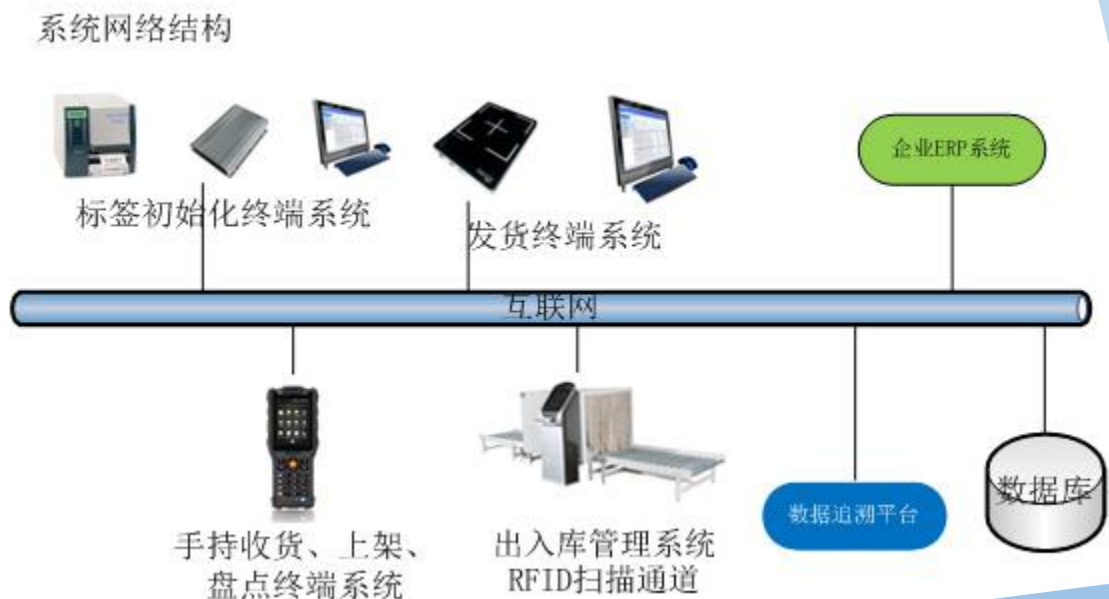 系统网络结构
企业ERP系统
标签初始化终端系统
发货终端系统
互联网
数据库
数据追溯平台
手持收货、上架、
盘点终端系统
出入库管理系统
RFID扫描通道